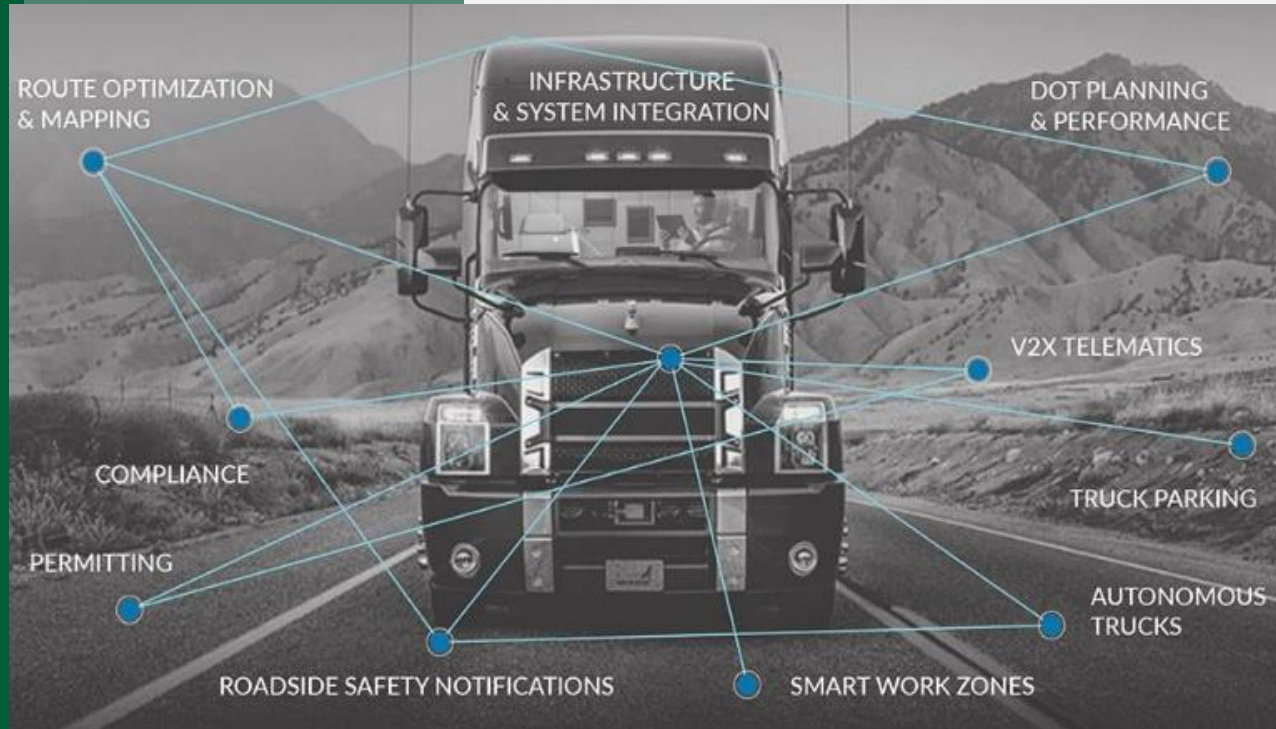 ROUTE OPTIMIZATION
& MAPPING
INFRASTRUCTURE
& SYSTEM INTEGRATION
DOT PLANNING
& PERFORMANCE
V2X TELEMATICS
COMPLIANCE
TRUCK PARKING
PERMITTING
AUTONOMOUS
TRUCKS
ROADSIDE SAFETY NOTIFICATIONS
SMART WORK ZONES